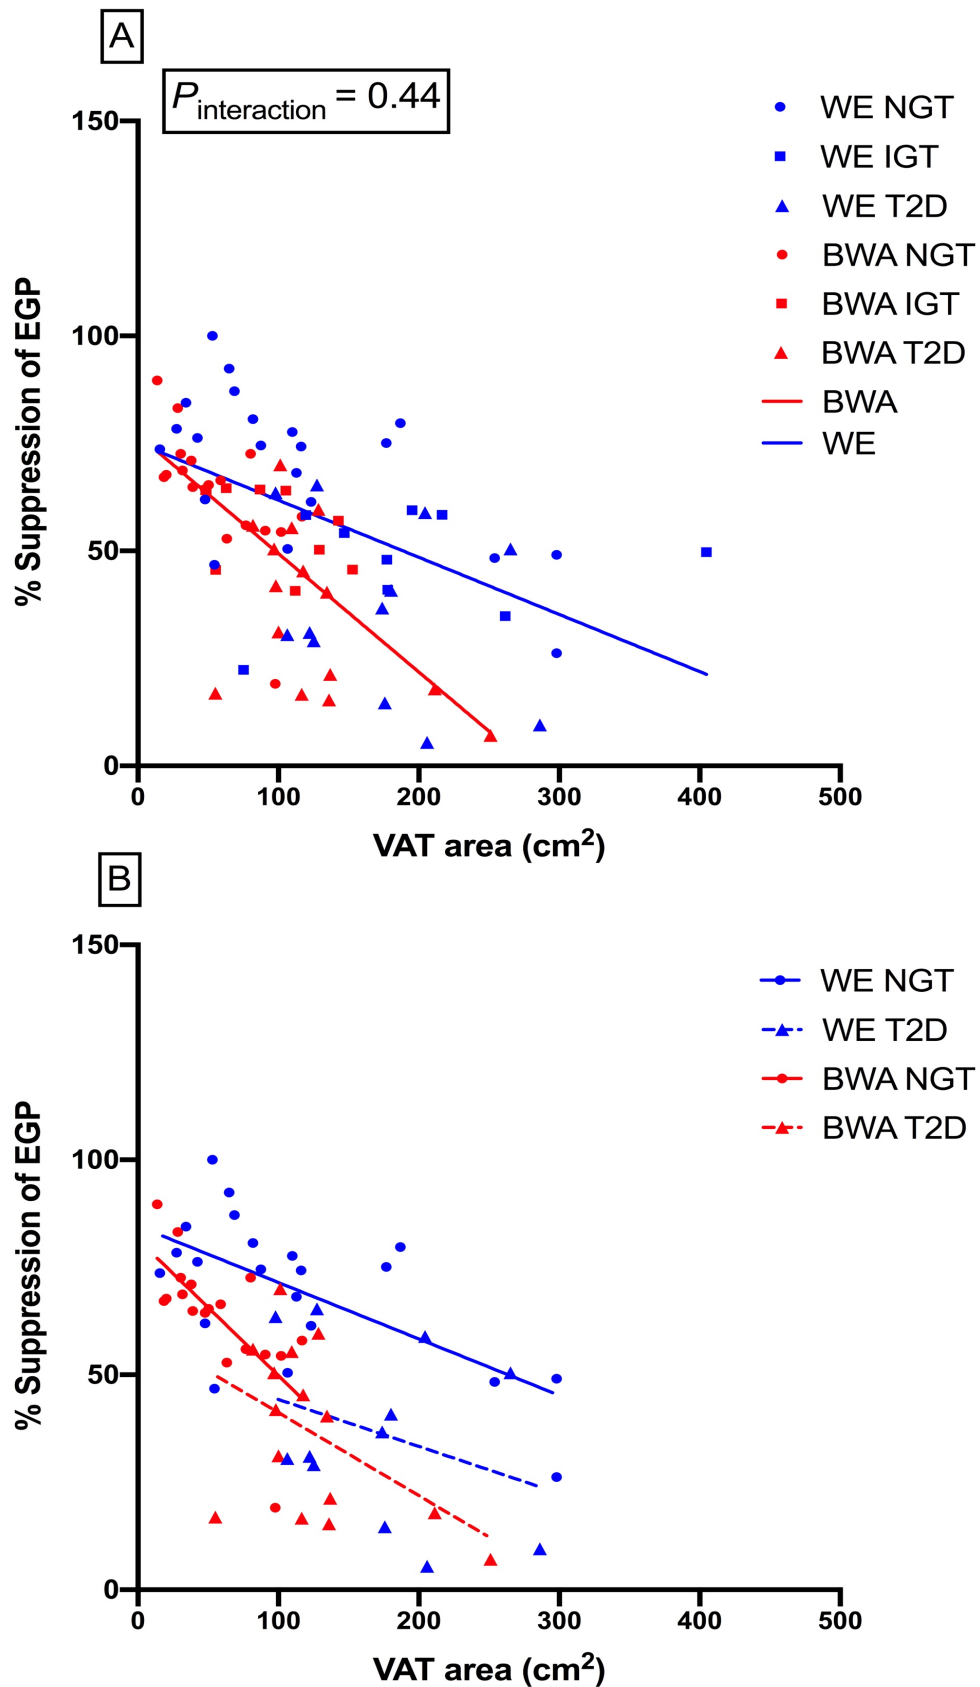 A
Pinteraction = 0.44
150
100
50
0
% Suppression of EGP
WE NGT
WE IGT
WE T2D
BWA NGT
BWA IGT
BWA T2D
BWA
WE
0 100 200 300 400 500
VAT area (cm²)
B
150
100
50
0
% Suppression of EGP
WE NGT
WE T2D
BWA NGT
BWA T2D
0 100 200 300 400 500
VAT area (cm²)